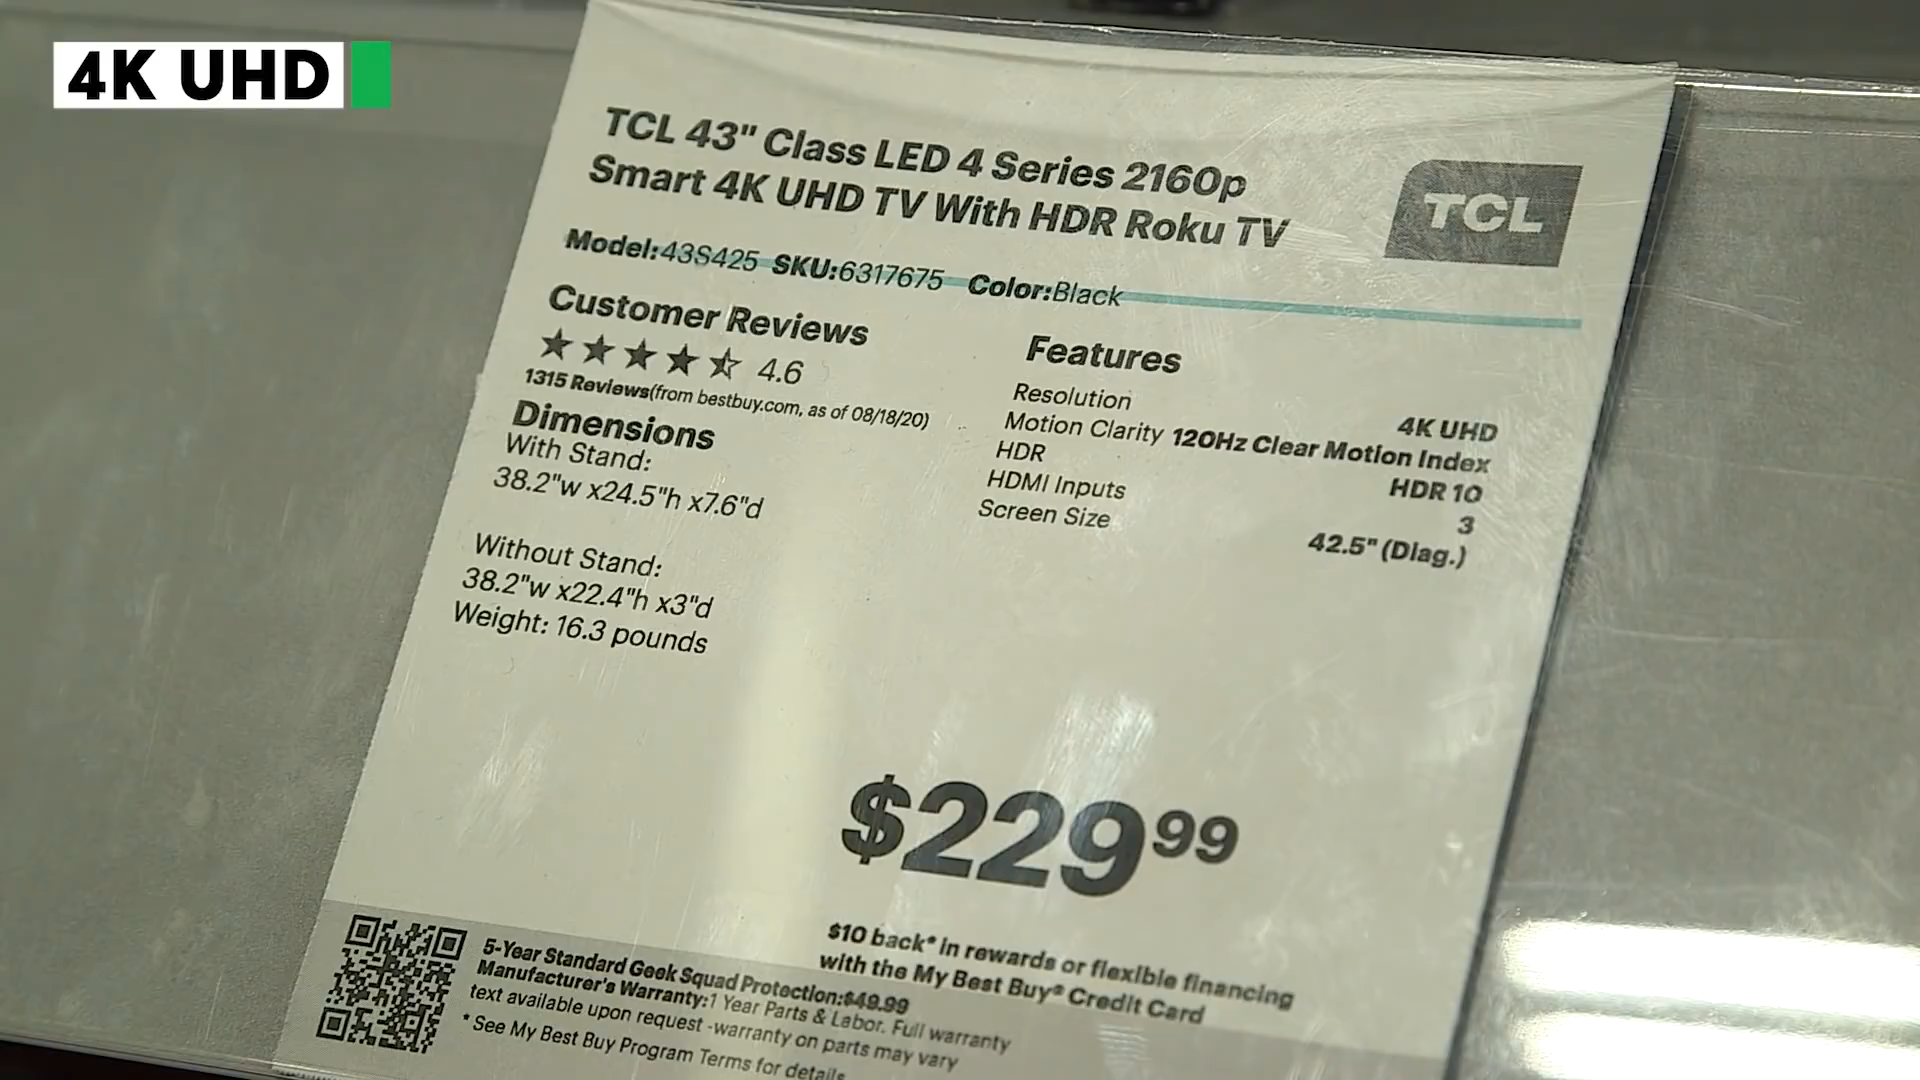 4K UHD
TCL 43" Class LED 4 Series 2160p
Smart 4K UHD TV With HDR Roku TV
TCL
Model:43S425 SKU:6317675 Color:Black
Customer Reviews
4.6
1315 Reviews(from bestbuy.com, as of 08/18/20)
Dimensions
With Stand:
38.2"w x24.5"h x7.6"d
Without Stand:
38.2"w x22.4"h x3"d
Weight: 16.3 pounds
Features
Resolution 4K UHD
Motion Clarity 120Hz Clear Motion Index
HDR HDR 10
HDMI Inputs 3
Screen Size 42.5" (Diag.)
$229 99
$10 back* in rewards or flexible financing
with the My Best Buy® Credit Card
5-Year Standard Geek Squad Protection:$49.99
Manufacturer's Warranty:1 Year Parts & Labor. Full warranty
text available upon request -warranty on parts may vary
* See My Best Buy Program Terms for details